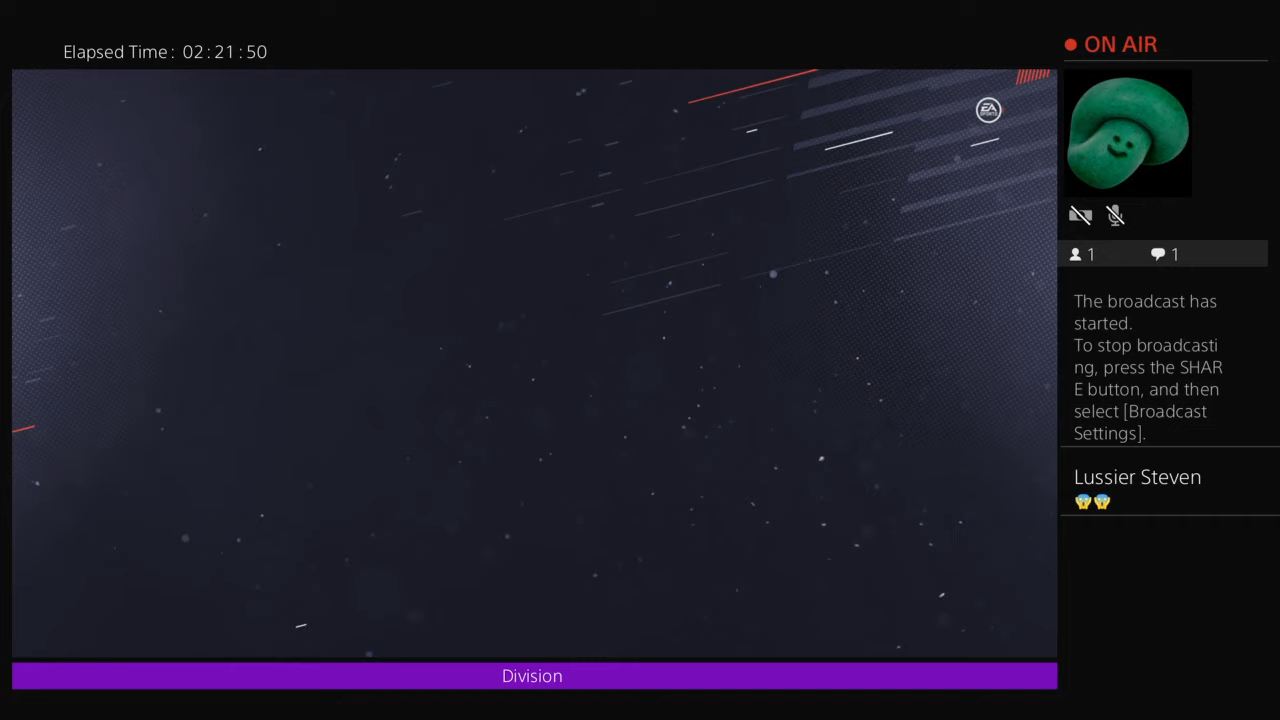 Elapsed Time: 02:21:50
ON AIR
EA
SPORTS
1 1
The broadcast has
started.
To stop broadcasti
ng, press the SHAR
E button, and then
select [Broadcast
Settings].
Lussier Steven
😱😱
Division